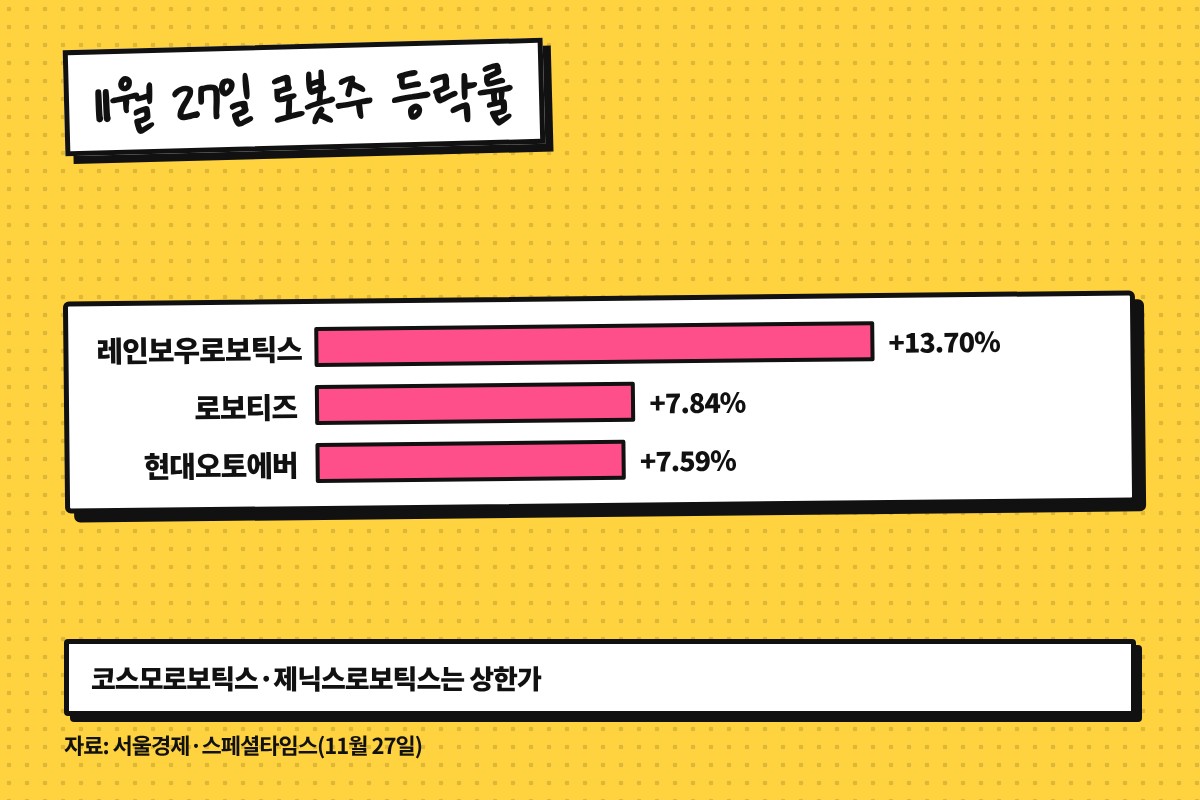 11월 27일 로봇주 등락률
레인보우로보틱스 +13.70%
로보티즈 +7.84%
현대오토에버 +7.59%
코스모로보틱스·제닉스로보틱스는 상한가
자료: 서울경제·스페셜타임스(11월 27일)